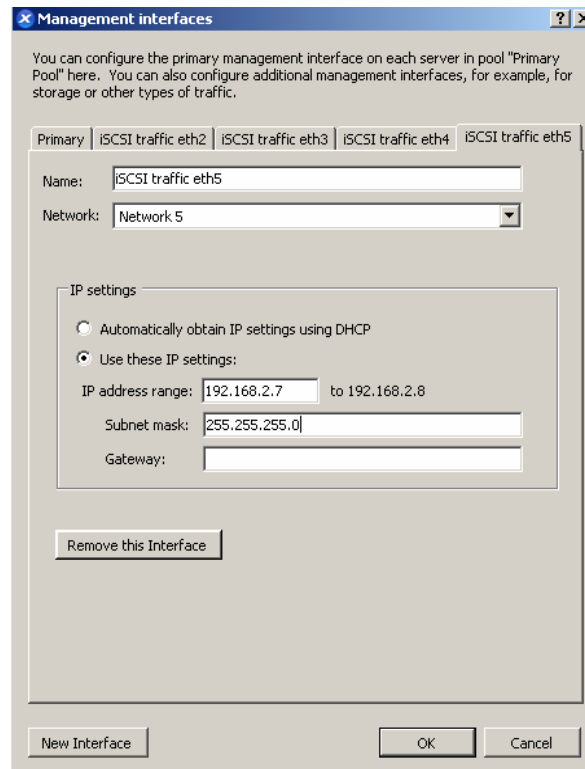 Management interfaces
You can configure the primary management interface on each server in pool "Primary
Pool" here. You can also configure additional management interfaces, for example, for
storage or other types of traffic.
Primary iSCSI traffic eth2 iSCSI traffic eth3 iSCSI traffic eth4 iSCSI traffic eth5
Name: iSCSI traffic eth5
Network: Network 5
IP settings
Automatically obtain IP settings using DHCP
Use these IP settings:
IP address range: 192.168.2.7 to 192.168.2.8
Subnet mask: 255.255.255.0
Gateway:
Remove this Interface
New Interface OK Cancel